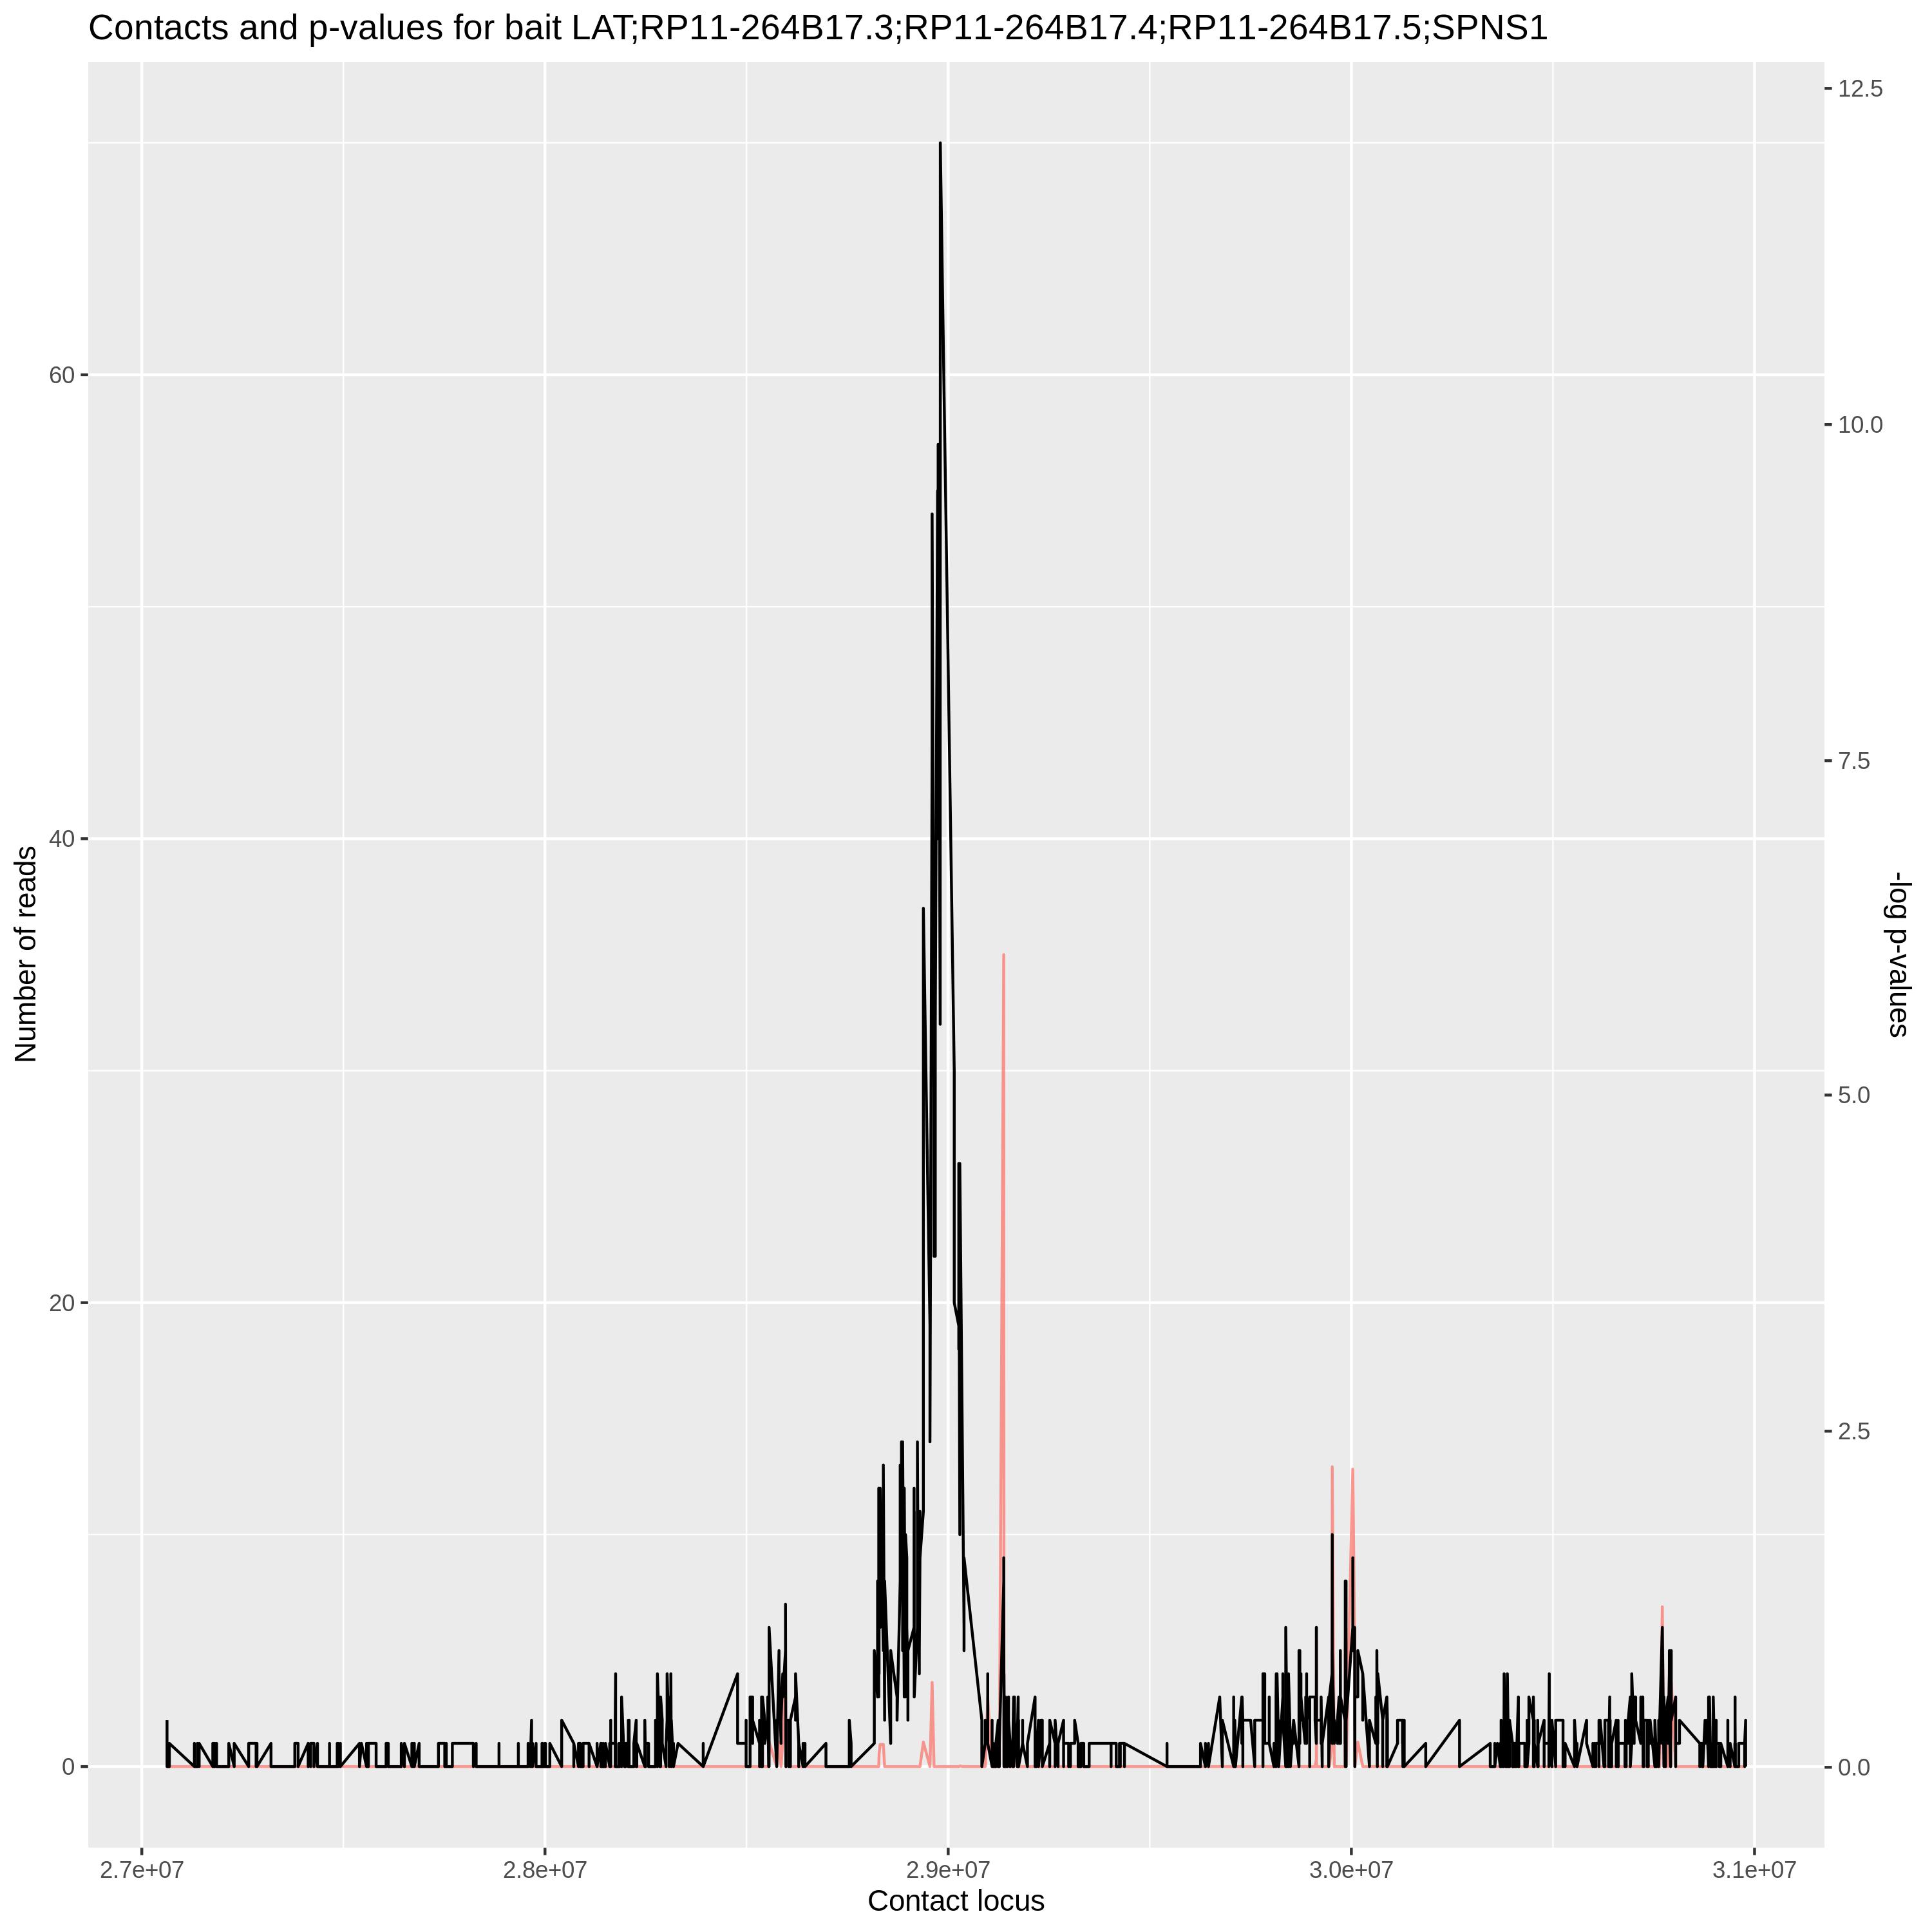 Contacts and p-values for bait LAT;RP11-264B17.3;RP11-264B17.4;RP11-264B17.5;SPNS1
12.5
10.0
7.5
5.0
2.5
0.0
60
40
20
0
Number of reads
-log p-values
2.7e+07 2.8e+07 2.9e+07 3.0e+07 3.1e+07
Contact locus